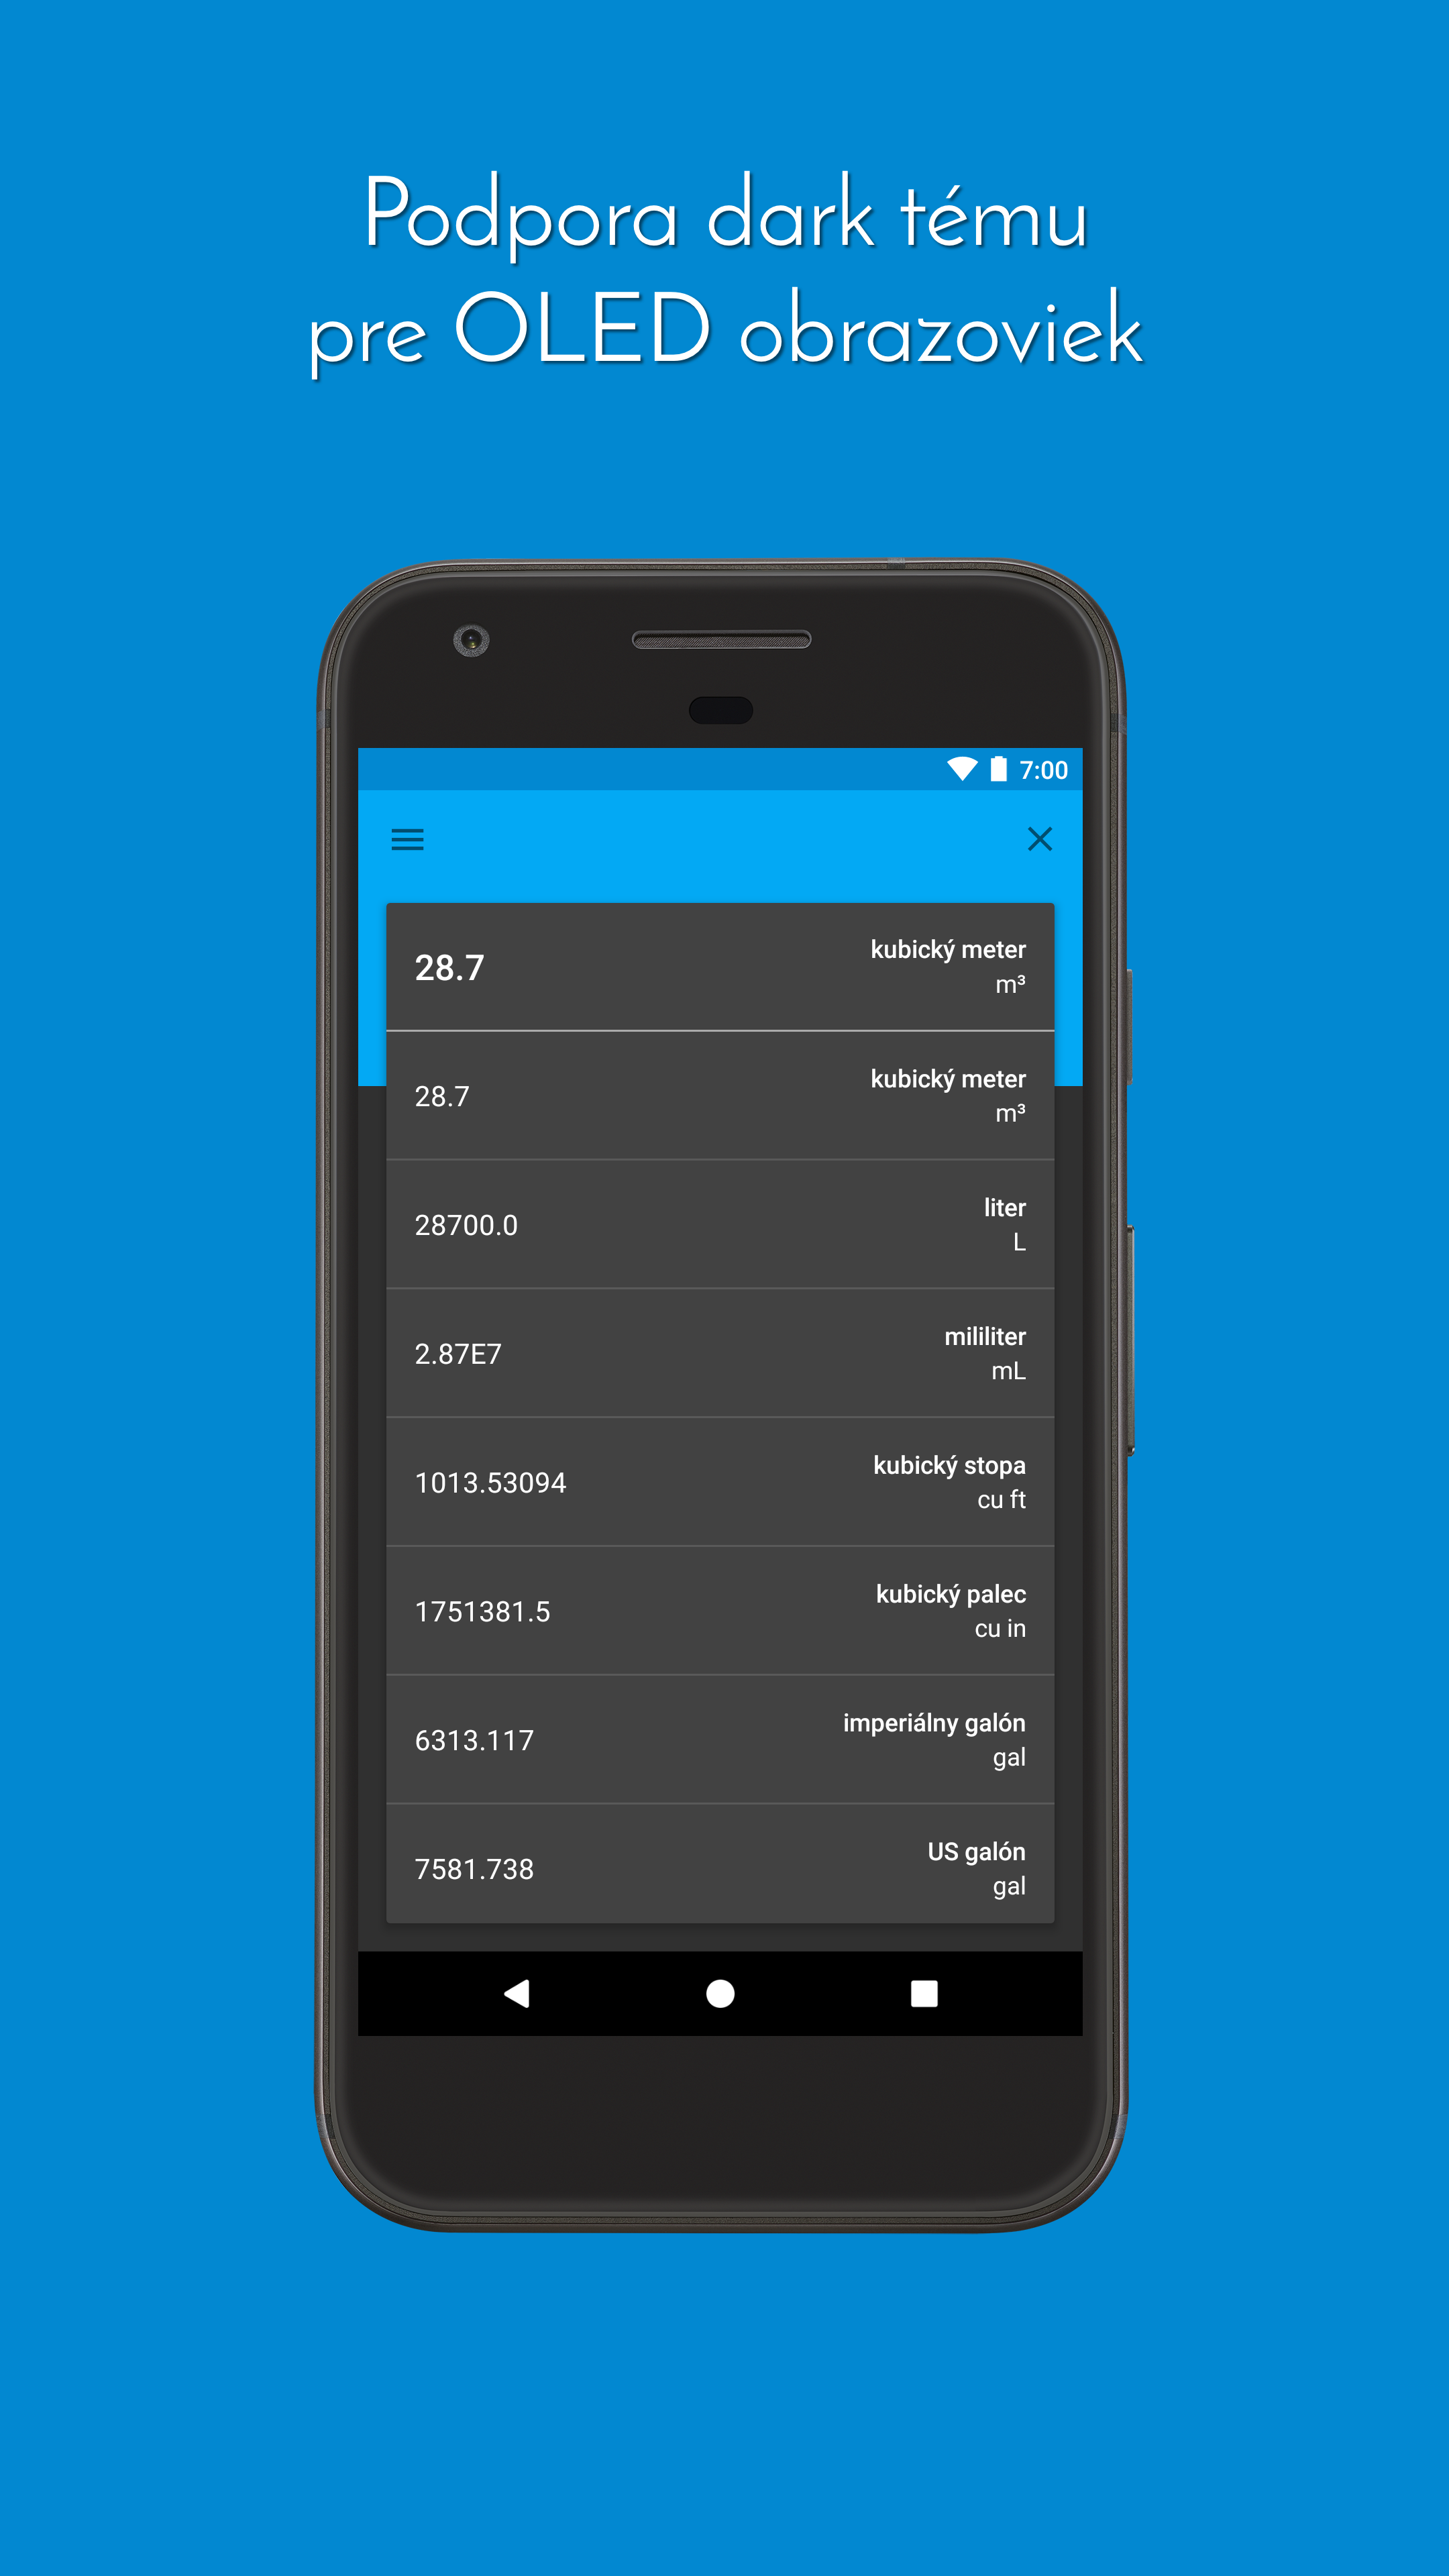 Podpora dark tému
pre OLED obrazoviek
7:00
28.7
kubický meter
m³
28.7
kubický meter
m³
28700.0
liter
L
2.87E7
mililiter
mL
1013.53094
kubický stopa
cu ft
1751381.5
kubický palec
cu in
6313.117
imperiálny galón
gal
7581.738
US galón
gal